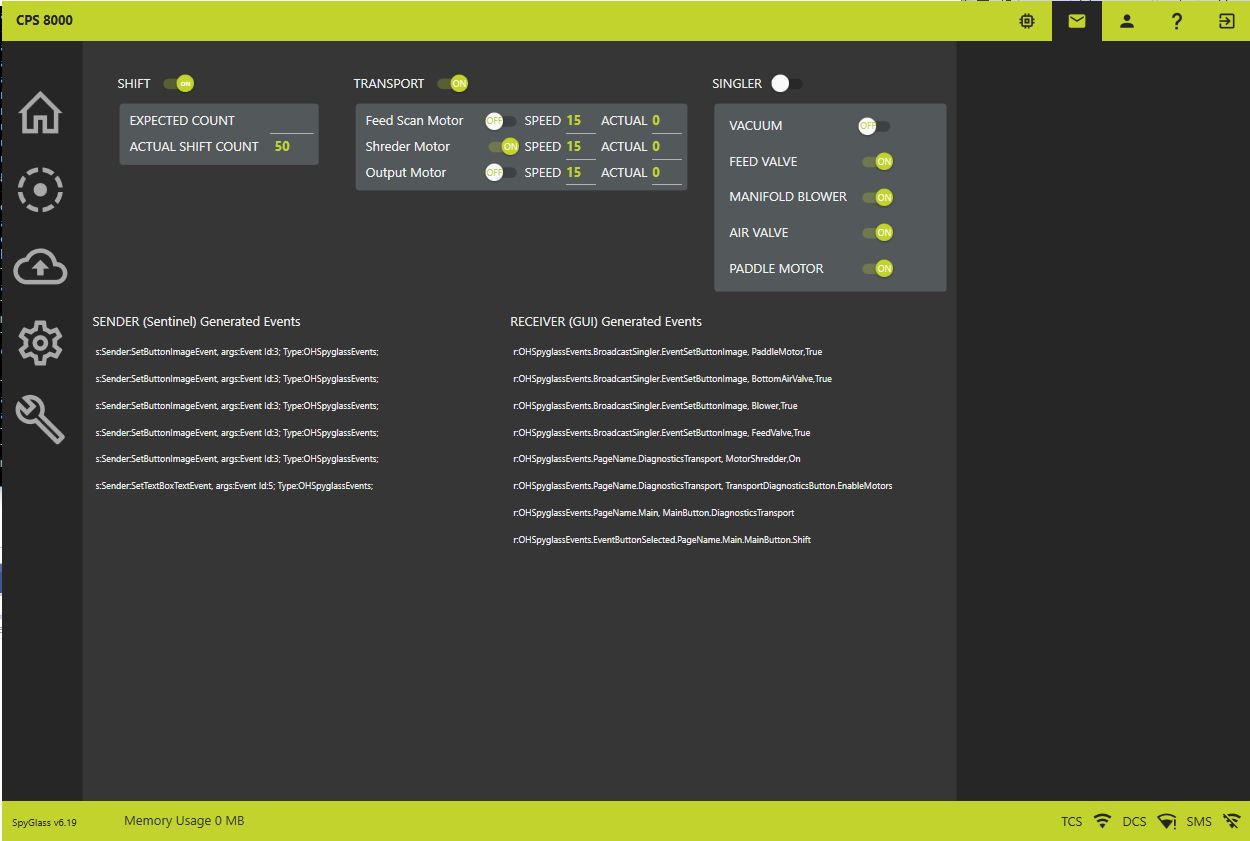 CPS 8000
SHIFT ON
EXPECTED COUNT
ACTUAL SHIFT COUNT 50
TRANSPORT ON
Feed Scan Motor OFF SPEED 15 ACTUAL 0
Shreder Motor ON SPEED 15 ACTUAL 0
Output Motor OFF SPEED 15 ACTUAL 0
SINGLER
VACUUM OFF
FEED VALVE ON
MANIFOLD BLOWER ON
AIR VALVE ON
PADDLE MOTOR ON
SENDER (Sentinel) Generated Events
s:Sender:SetButtonImageEvent, args:Event Id:3; Type:OHSpyglassEvents;
s:Sender:SetButtonImageEvent, args:Event Id:3; Type:OHSpyglassEvents;
s:Sender:SetButtonImageEvent, args:Event Id:3; Type:OHSpyglassEvents;
s:Sender:SetButtonImageEvent, args:Event Id:3; Type:OHSpyglassEvents;
s:Sender:SetButtonImageEvent, args:Event Id:3; Type:OHSpyglassEvents;
s:Sender:SetTextBoxTextEvent, args:Event Id:5; Type:OHSpyglassEvents;
RECEIVER (GUI) Generated Events
r:OHSpyglassEvents.BroadcastSingler.EventSetButtonImage, PaddleMotor,True
r:OHSpyglassEvents.BroadcastSingler.EventSetButtonImage, BottomAirValve,True
r:OHSpyglassEvents.BroadcastSingler.EventSetButtonImage, Blower,True
r:OHSpyglassEvents.BroadcastSingler.EventSetButtonImage, FeedValve,True
r:OHSpyglassEvents.PageName.DiagnosticsTransport, MotorShredder,On
r:OHSpyglassEvents.PageName.DiagnosticsTransport, TransportDiagnosticsButton.EnableMotors
r:OHSpyglassEvents.PageName.Main, MainButton.DiagnosticsTransport
r:OHSpyglassEvents.EventButtonSelected.PageName.Main.MainButton.Shift
SpyGlass v6.19
Memory Usage 0 MB
TCS DCS SMS